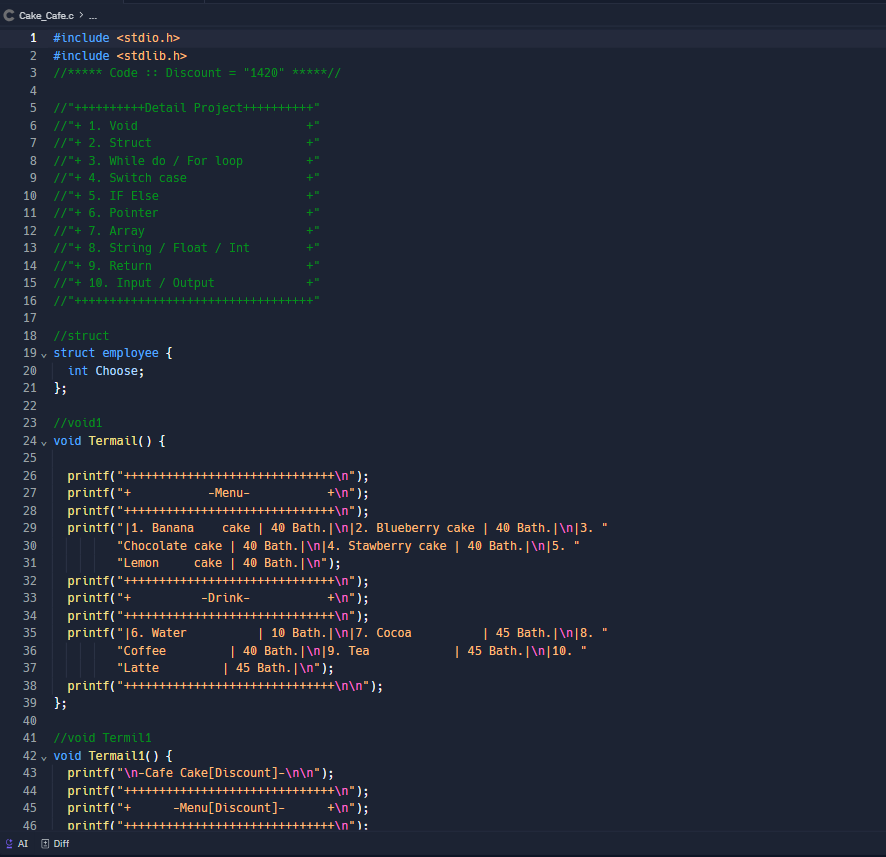 Cake_Cafe.c > ...
1 #include <stdio.h>
2 #include <stdlib.h>
3 //***** Code :: Discount = "1420" *****//
4
5 //"++++++++++Detail Project++++++++++"
6 //"+ 1. Void                        +"
7 //"+ 2. Struct                      +"
8 //"+ 3. While do / For loop         +"
9 //"+ 4. Switch case                 +"
10 //"+ 5. IF Else                     +"
11 //"+ 6. Pointer                     +"
12 //"+ 7. Array                       +"
13 //"+ 8. String / Float / Int        +"
14 //"+ 9. Return                      +"
15 //"+ 10. Input / Output             +"
16 //"++++++++++++++++++++++++++++++++++"
17
18 //struct
19 struct employee {
20   int Choose;
21 };
22
23 //void1
24 void Termail() {
25
26   printf("++++++++++++++++++++++++++++++\n");
27   printf("+           -Menu-           +\n");
28   printf("++++++++++++++++++++++++++++++\n");
29   printf("|1. Banana    cake | 40 Bath.|\n|2. Blueberry cake | 40 Bath.|\n|3. "
30          "Chocolate cake | 40 Bath.|\n|4. Stawberry cake | 40 Bath.|\n|5. "
31          "Lemon     cake | 40 Bath.|\n");
32   printf("++++++++++++++++++++++++++++++\n");
33   printf("+          -Drink-           +\n");
34   printf("++++++++++++++++++++++++++++++\n");
35   printf("|6. Water          | 10 Bath.|\n|7. Cocoa          | 45 Bath.|\n|8. "
36          "Coffee         | 40 Bath.|\n|9. Tea            | 45 Bath.|\n|10. "
37          "Latte         | 45 Bath.|\n");
38   printf("++++++++++++++++++++++++++++++\n\n");
39 };
40
41 //void Termil1
42 void Termail1() {
43   printf("\n-Cafe Cake[Discount]-\n\n");
44   printf("++++++++++++++++++++++++++++++\n");
45   printf("+      -Menu[Discount]-      +\n");
46   printf("++++++++++++++++++++++++++++++\n");
AI Diff